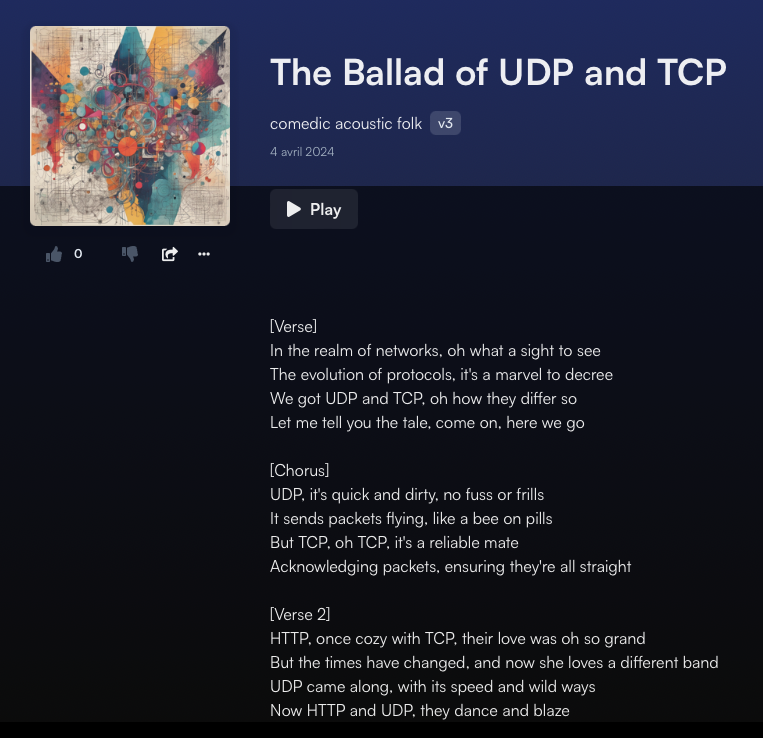 The Ballad of UDP and TCP
comedic acoustic folk v3
4 avril 2024
Play
0
[Verse]
In the realm of networks, oh what a sight to see
The evolution of protocols, it's a marvel to decree
We got UDP and TCP, oh how they differ so
Let me tell you the tale, come on, here we go
[Chorus]
UDP, it's quick and dirty, no fuss or frills
It sends packets flying, like a bee on pills
But TCP, oh TCP, it's a reliable mate
Acknowledging packets, ensuring they're all straight
[Verse 2]
HTTP, once cozy with TCP, their love was oh so grand
But the times have changed, and now she loves a different band
UDP came along, with its speed and wild ways
Now HTTP and UDP, they dance and blaze